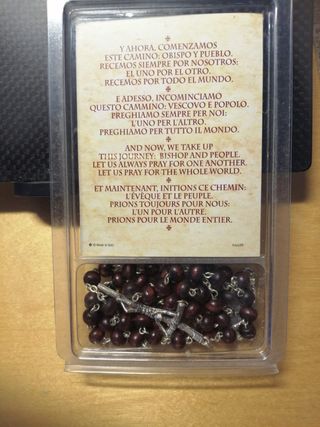 Y AHORA, COMENZAMOS
ESTE CAMINO: OBISPO Y PUEBLO.
RECEMOS SIEMPRE POR NOSOTROS:
EL UNO POR EL OTRO.
RECEMOS POR TODO EL MUNDO.
E ADESSO, INCOMINCIAMO
QUESTO CAMMINO: VESCOVO E POPOLO.
PREGHIAMO SEMPRE PER NOI:
L'UNO PER L'ALTRO.
PREGHIAMO PER TUTTO IL MONDO.
AND NOW, WE TAKE UP
THIS JOURNEY: BISHOP AND PEOPLE.
LET US ALWAYS PRAY FOR ONE ANOTHER.
LET US PRAY FOR THE WHOLE WORLD.
ET MAINTENANT, INITIONS CE CHEMIN:
L'ÉVÊQUE ET LE PEUPLE.
PRIONS TOUJOURS POUR NOUS:
L'UN POUR L'AUTRE.
PRIONS POUR LE MONDE ENTIER.
Made in Italy